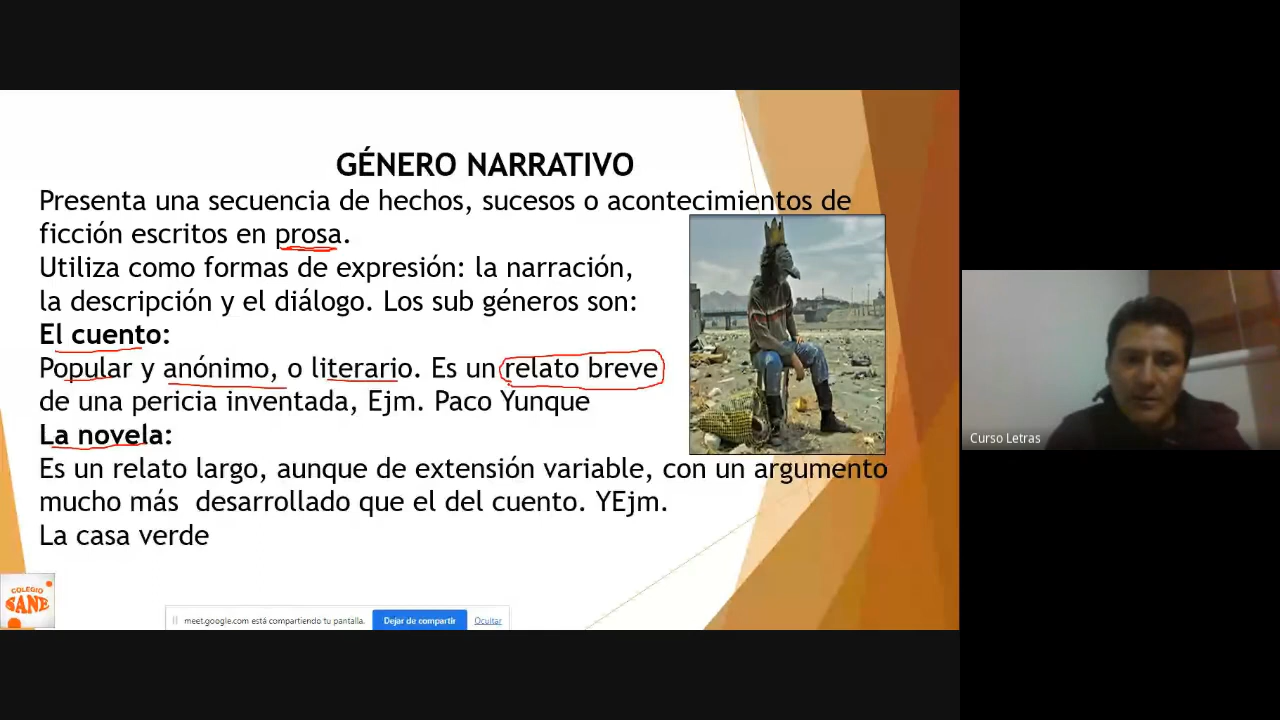 GÉNERO NARRATIVO
Presenta una secuencia de hechos, sucesos o acontecimientos de
ficción escritos en prosa.
Utiliza como formas de expresión: la narración,
la descripción y el diálogo. Los sub géneros son:
El cuento:
Popular y anónimo, o literario. Es un relato breve
de una pericia inventada, Ejm. Paco Yunque
La novela:
Es un relato largo, aunque de extensión variable, con un argumento
mucho más  desarrollado que el del cuento. YEjm.
La casa verde
COLEGIO
SANE
meet.google.com está compartiendo tu pantalla.
Dejar de compartir
Ocultar
Curso Letras